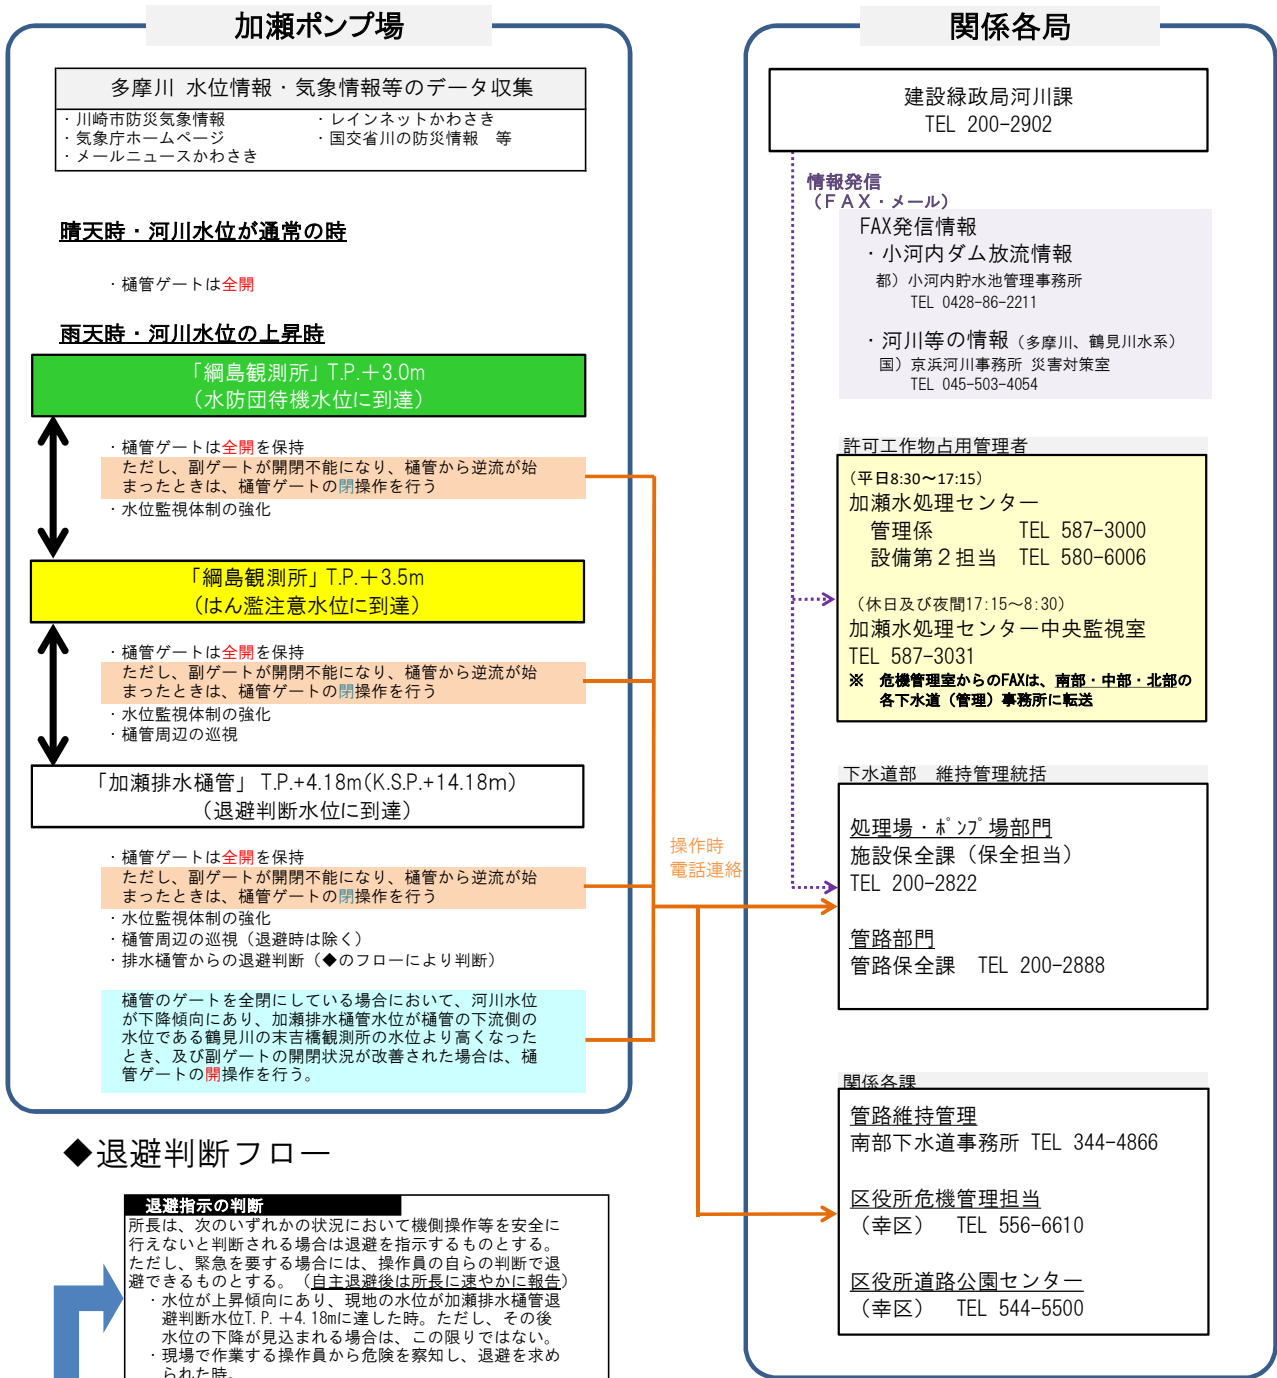 加瀬ポンプ場
多摩川 水位情報・気象情報等のデータ収集
・川崎市防災気象情報　・レインネットかわさき
・気象庁ホームページ　・国交省川の防災情報　等
・メールニュースかわさき
晴天時・河川水位が通常の時
・樋管ゲートは全開
雨天時・河川水位の上昇時
「綱島観測所」T.P.＋3.0m
（水防団待機水位に到達）
・樋管ゲートは全開を保持
ただし、副ゲートが開閉不能になり、樋管から逆流が始
まったときは、樋管ゲートの閉操作を行う
・水位監視体制の強化
「綱島観測所」T.P.＋3.5m
（はん濫注意水位に到達）
・樋管ゲートは全開を保持
ただし、副ゲートが開閉不能になり、樋管から逆流が始
まったときは、樋管ゲートの閉操作を行う
・水位監視体制の強化
・樋管周辺の巡視
「加瀬排水樋管」 T.P.+4.18m(K.S.P.+14.18m)
（退避判断水位に到達）
・樋管ゲートは全開を保持
ただし、副ゲートが開閉不能になり、樋管から逆流が始
まったときは、樋管ゲートの閉操作を行う
・水位監視体制の強化
・樋管周辺の巡視（退避時は除く）
・排水樋管からの退避判断（◆のフローにより判断）
樋管のゲートを全閉にしている場合において、河川水位
が下降傾向にあり、加瀬排水樋管水位が樋管の下流側の
水位である鶴見川の末吉橋観測所の水位より高くなった
とき、及び副ゲートの開閉状況が改善された場合は、樋
管ゲートの開操作を行う。
操作時
電話連絡
◆退避判断フロー
退避指示の判断
所長は、次のいずれかの状況において機側操作等を安全に
行えないと判断される場合は退避を指示するものとする。
ただし、緊急を要する場合には、操作員の自らの判断で退
避できるものとする。（自主退避後は所長に速やかに報告）
・水位が上昇傾向にあり、現地の水位が加瀬排水樋管退
避判断水位T.P.＋4.18mに達した時。ただし、その後
水位の下降が見込まれる場合は、この限りではない。
・現場で作業する操作員から危険を察知し、退避を求め
られた時。
関係各局
建設緑政局河川課
TEL 200-2902
情報発信
（ＦＡＸ・メール）
FAX発信情報
・小河内ダム放流情報
都）小河内貯水池管理事務所
TEL 0428-86-2211
・河川等の情報（多摩川、鶴見川水系）
国）京浜河川事務所 災害対策室
TEL 045-503-4054
許可工作物占用管理者
（平日8:30～17:15）
加瀬水処理センター
管理係　TEL 587-3000
設備第２担当　TEL 580-6006
（休日及び夜間17:15～8:30）
加瀬水処理センター中央監視室
TEL 587-3031
※　危機管理室からのFAXは、南部・中部・北部の
各下水道（管理）事務所に転送
下水道部　維持管理統括
処理場・ﾎﾟﾝﾌﾟ場部門
施設保全課（保全担当）
TEL 200-2822
管路部門
管路保全課　TEL 200-2888
関係各課
管路維持管理
南部下水道事務所 TEL 344-4866
区役所危機管理担当
（幸区）　TEL 556-6610
区役所道路公園センター
（幸区）　TEL 544-5500